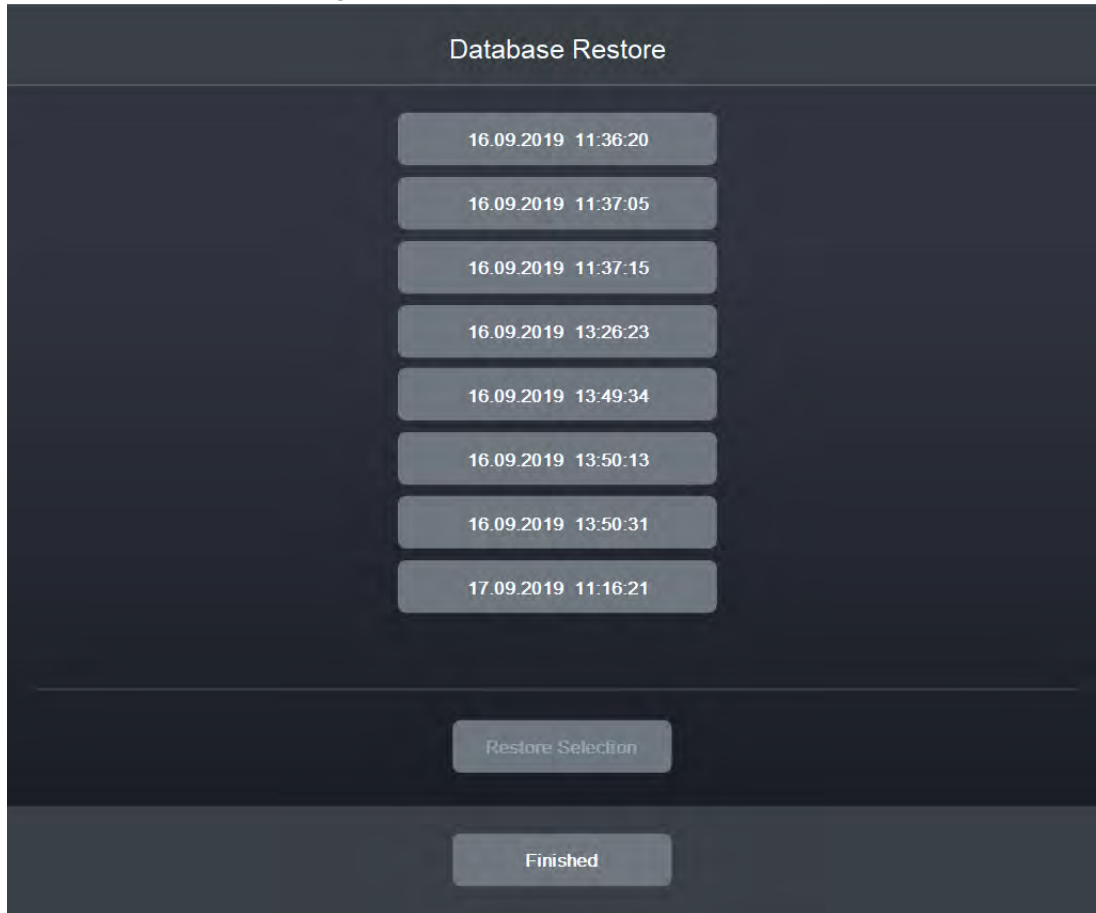 Database Restore
16.09.2019 11:36:20
16.09.2019 11:37:05
16.09.2019 11:37:15
16.09.2019 13:26:23
16.09.2019 13:49:34
16.09.2019 13:50:13
16.09.2019 13:50:31
17.09.2019 11:16:21
Restore Selection
Finished